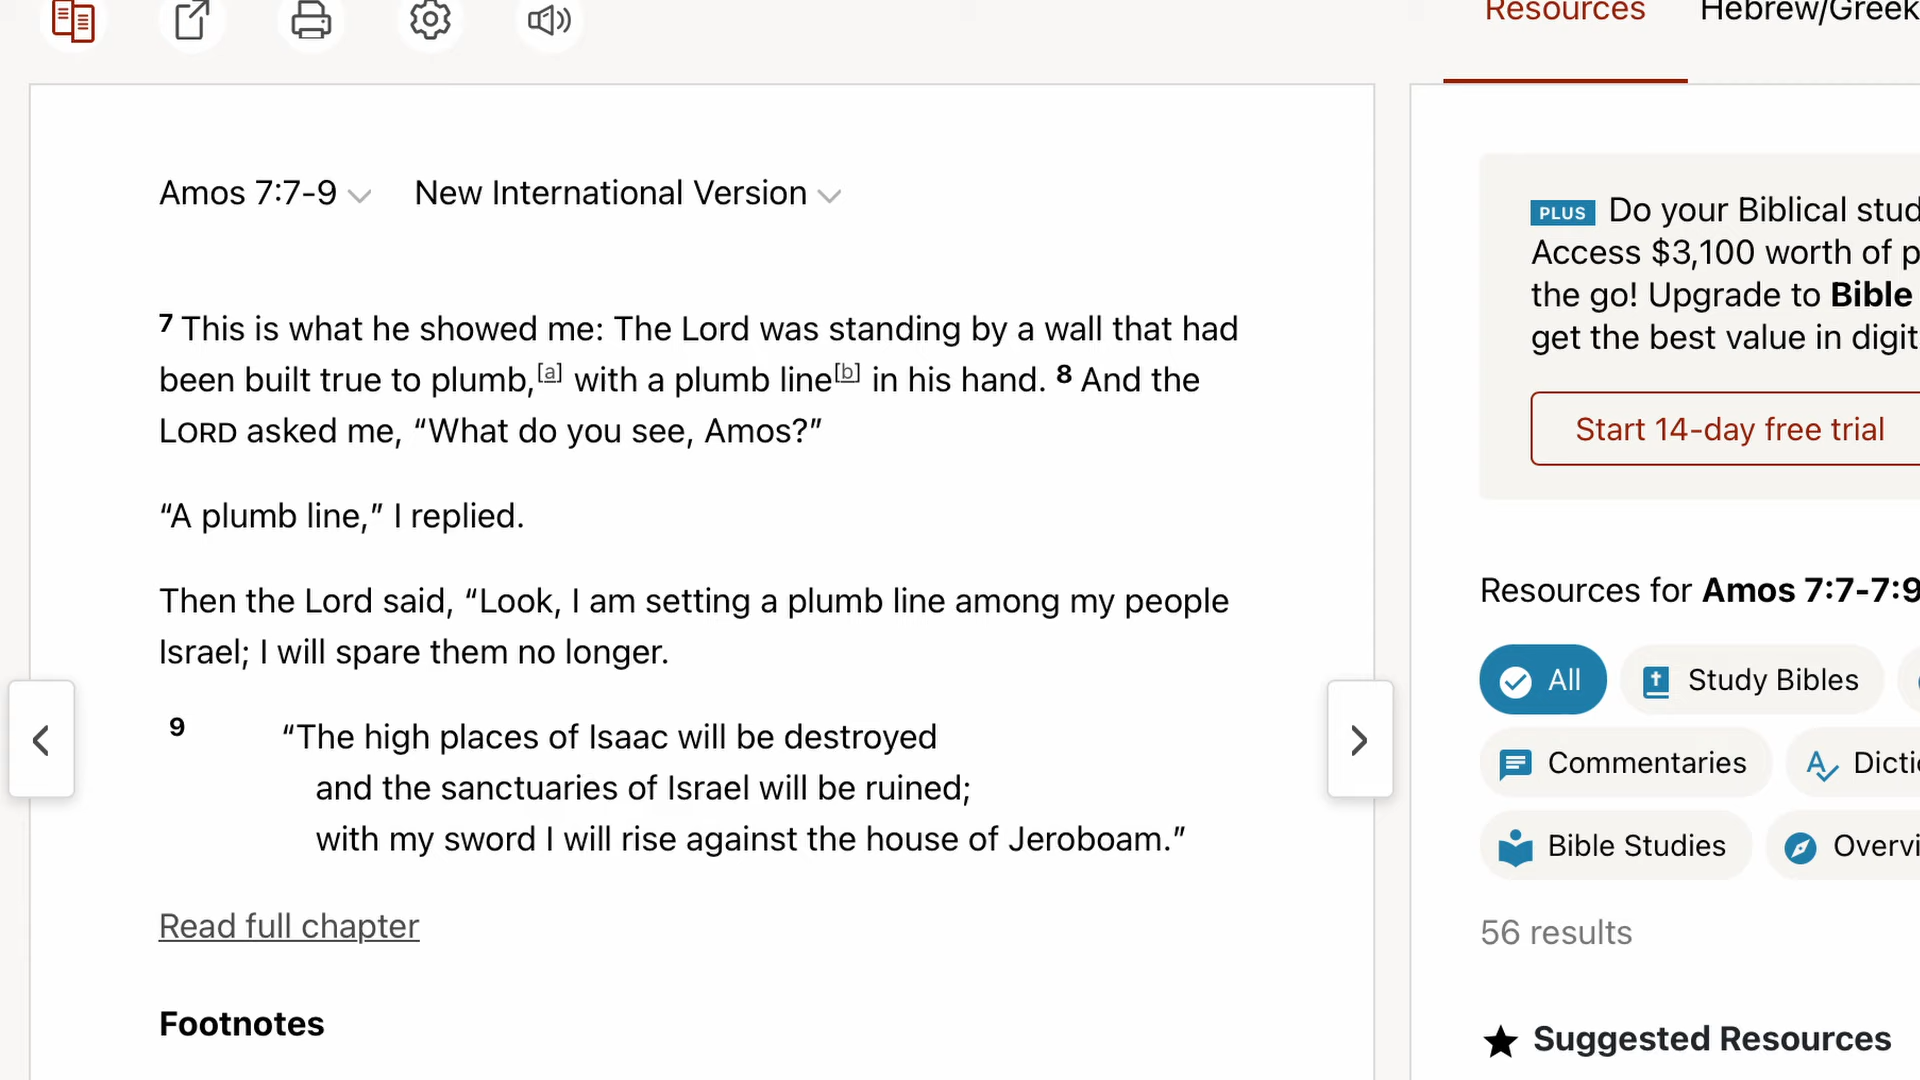 Resources Hebrew/Greek
Amos 7:7-9 New International Version
7 This is what he showed me: The Lord was standing by a wall that had
been built true to plumb,[a] with a plumb line[b] in his hand. 8 And the
LORD asked me, “What do you see, Amos?”
“A plumb line,” I replied.
Then the Lord said, “Look, I am setting a plumb line among my people
Israel; I will spare them no longer.
9 “The high places of Isaac will be destroyed
and the sanctuaries of Israel will be ruined;
with my sword I will rise against the house of Jeroboam.”
Read full chapter
Footnotes
PLUS Do your Biblical stud
Access $3,100 worth of p
the go! Upgrade to Bible
get the best value in digit
Start 14-day free trial
Resources for Amos 7:7-7:9
All Study Bibles
Commentaries Dictio
Bible Studies Overvi
56 results
Suggested Resources